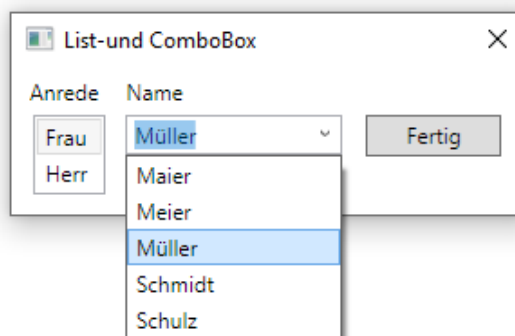 List-und ComboBox
Anrede Name
Frau Müller Fertig
Herr Maier
Meier
Müller
Schmidt
Schulz